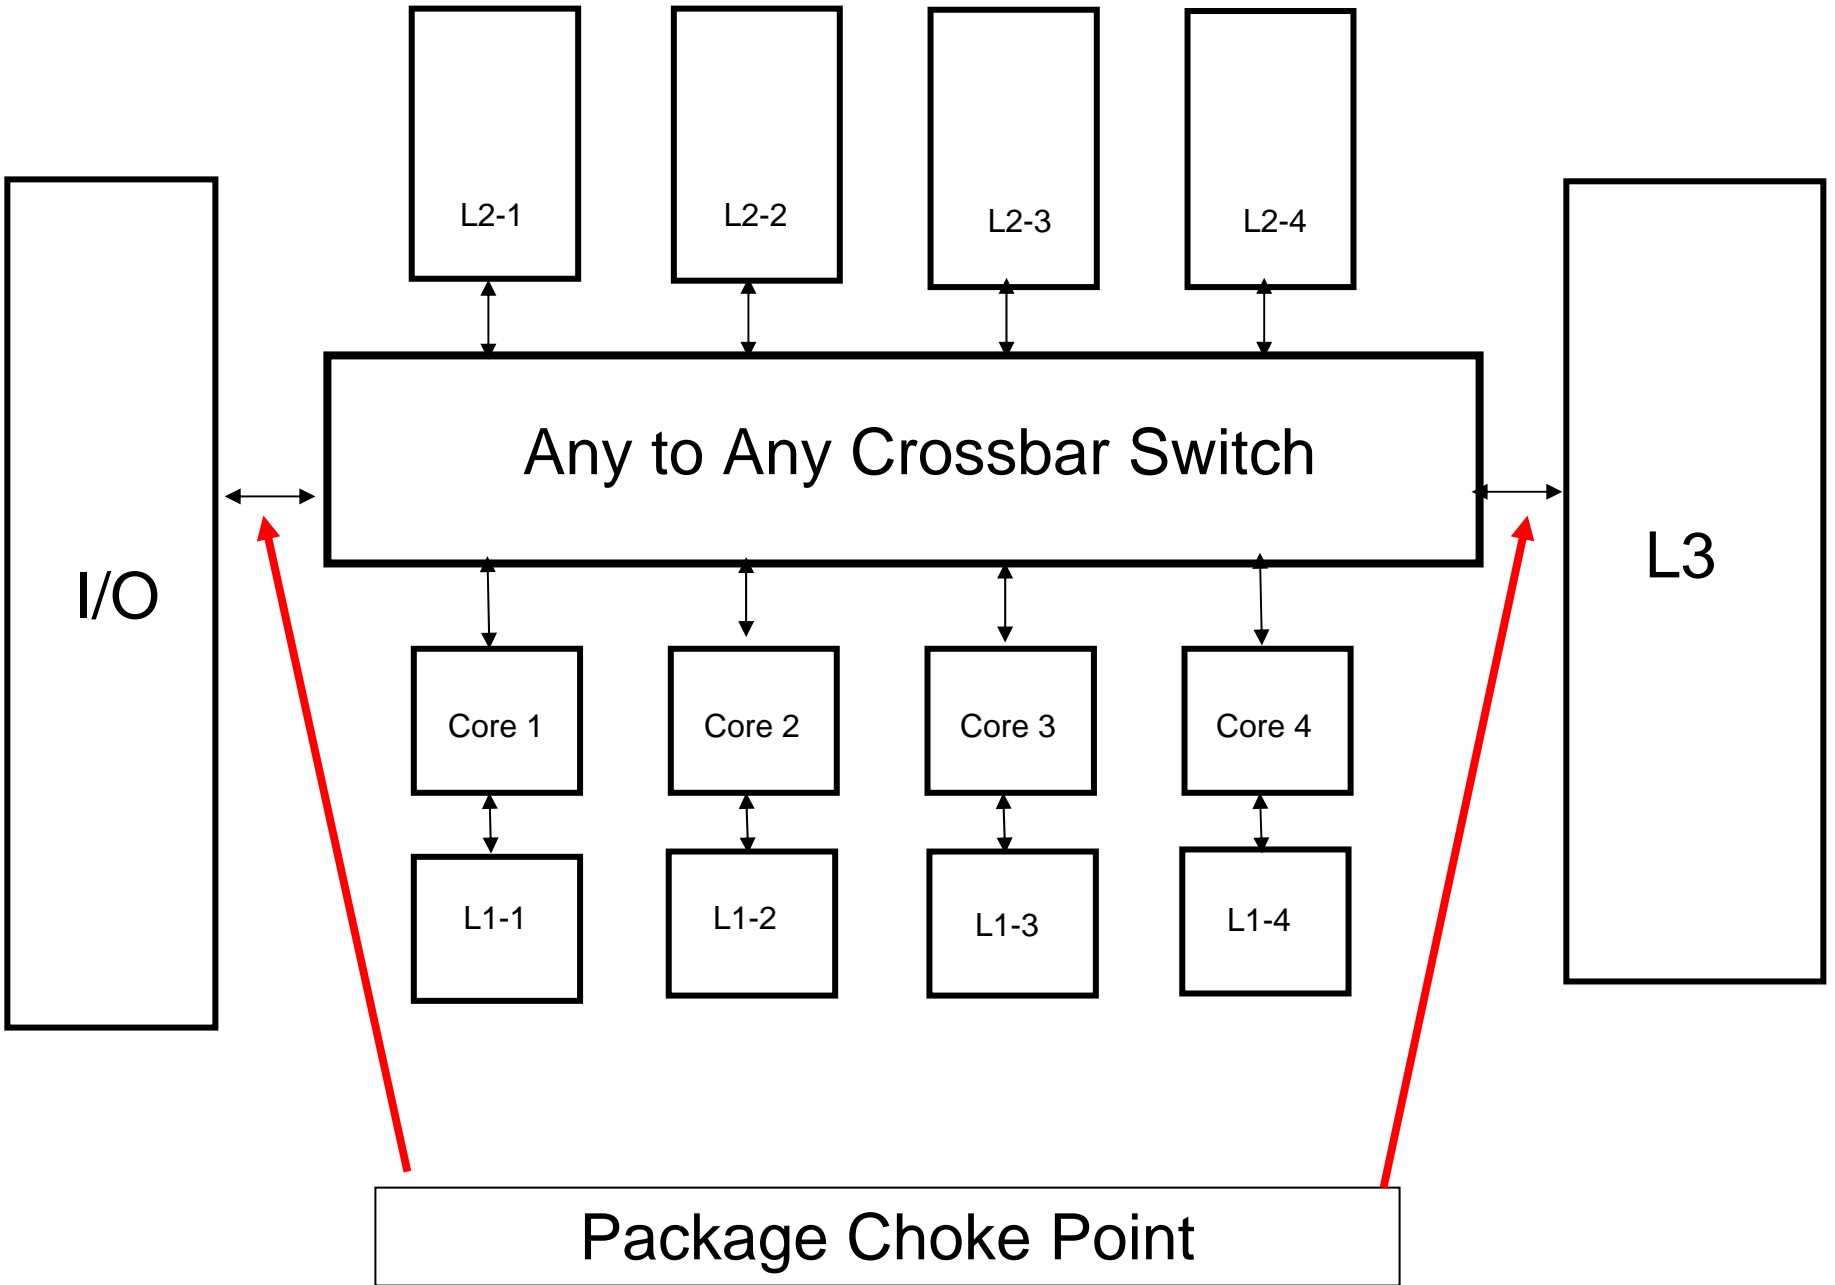 L2-1
L2-2
L2-3
L2-4
Any to Any Crossbar Switch
I/O
L3
Core 1
Core 2
Core 3
Core 4
L1-1
L1-2
L1-3
L1-4
Package Choke Point